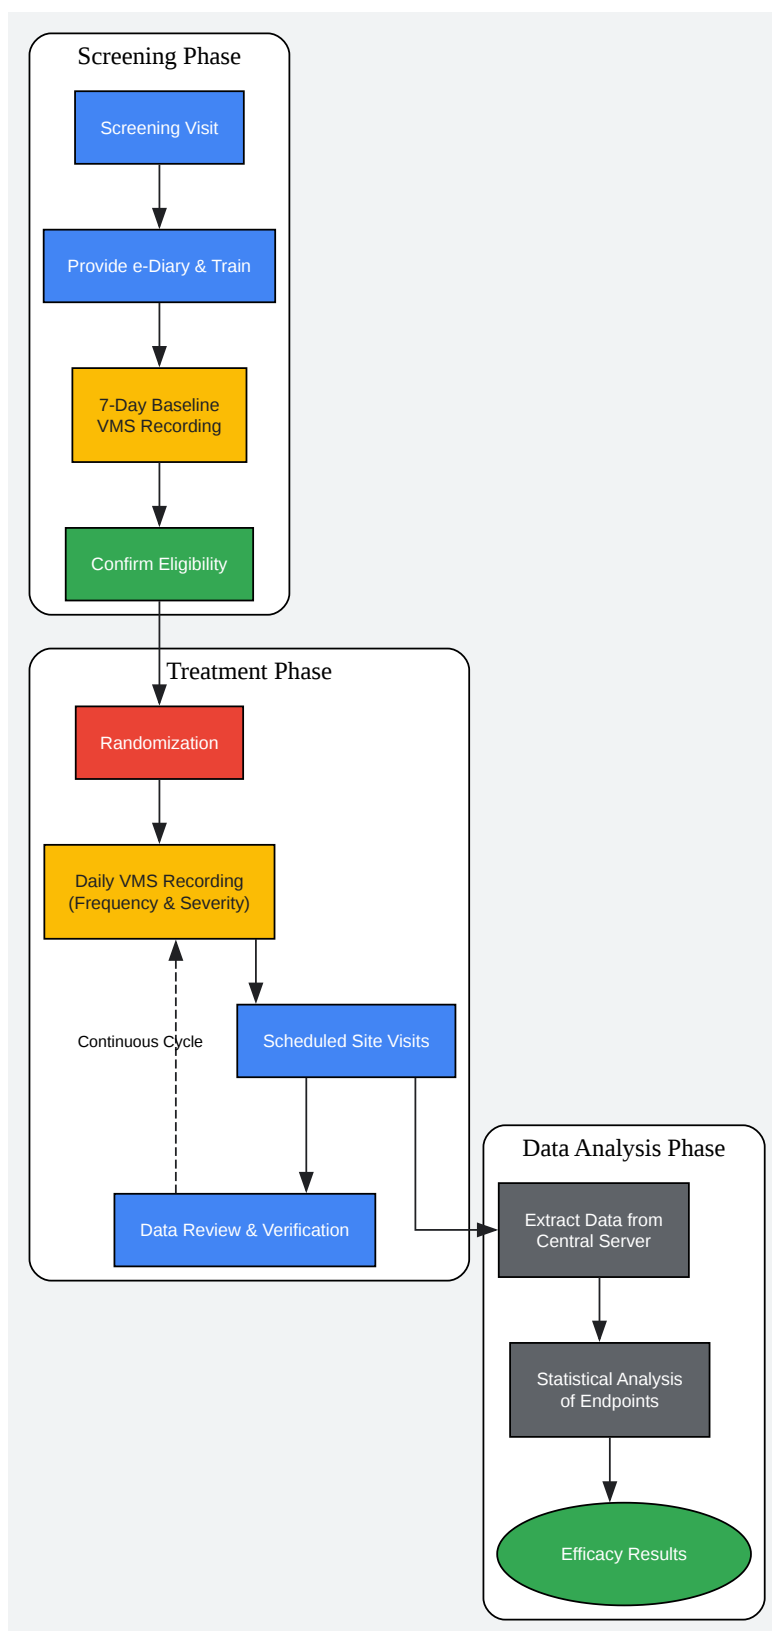 Screening Phase
Screening Visit
Provide e-Diary & Train
7-Day Baseline
VMS Recording
Confirm Eligibility
Treatment Phase
Randomization
Daily VMS Recording
(Frequency & Severity)
Continuous Cycle
Scheduled Site Visits
Data Review & Verification
Data Analysis Phase
Extract Data from
Central Server
Statistical Analysis
of Endpoints
Efficacy Results